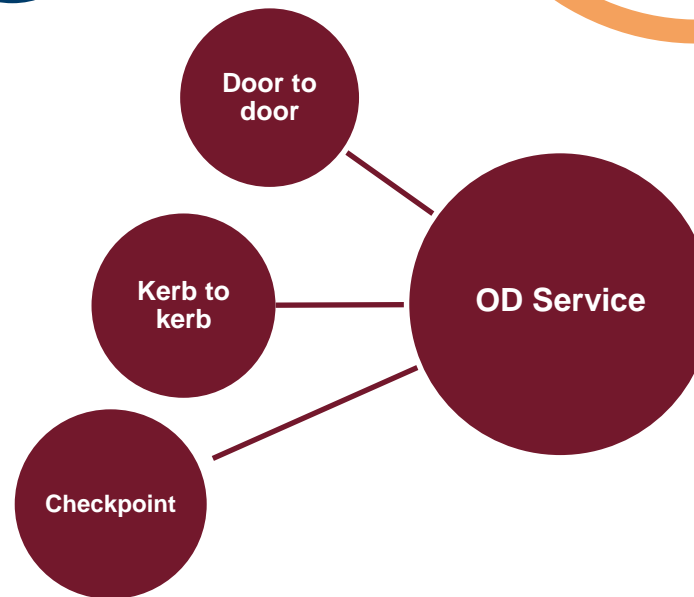 Door to
door
Kerb to
kerb
OD Service
Checkpoint